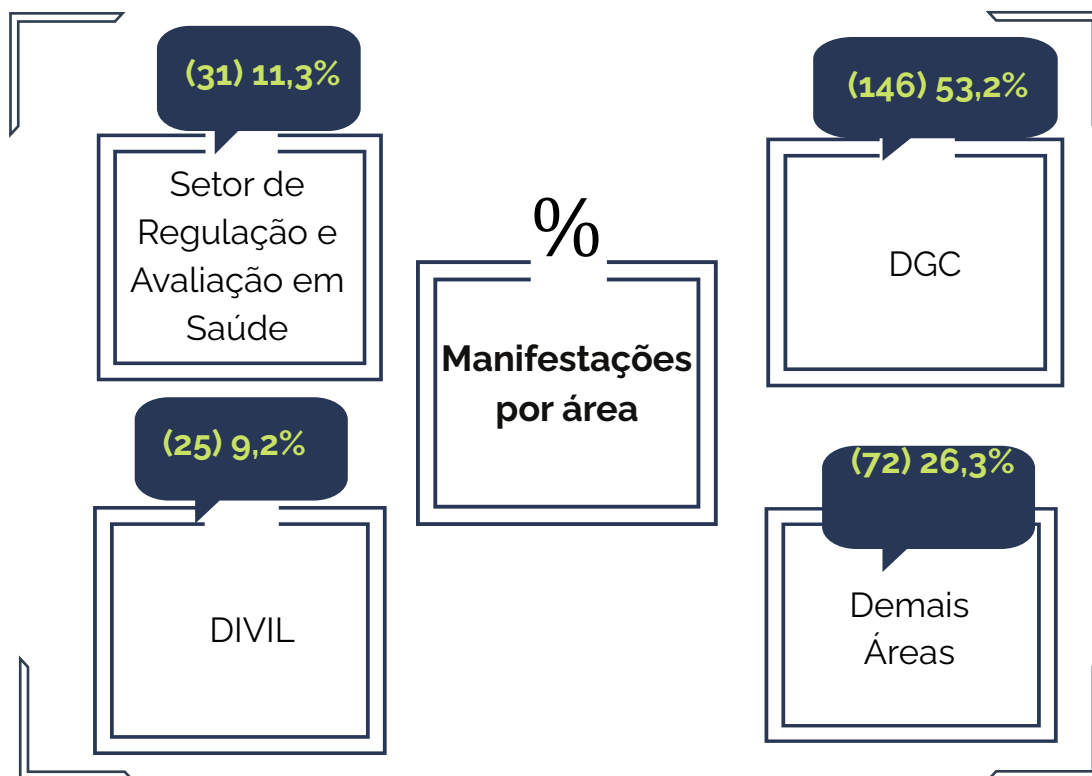 (31) 11,3%
Setor de
Regulação e
Avaliação em
Saúde
(146) 53,2%
DGC
%
Manifestações
por área
(25) 9,2%
DIVIL
(72) 26,3%
Demais
Áreas